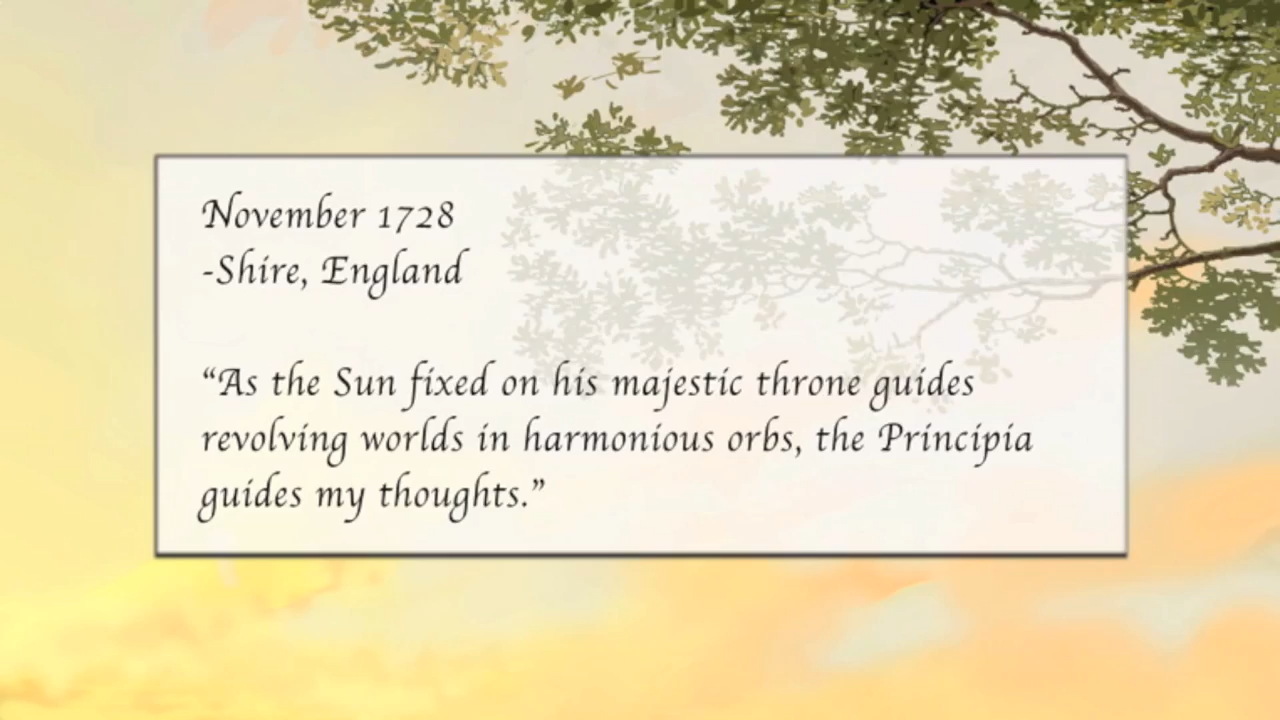 November 1728
-Shire, England
“As the Sun fixed on his majestic throne guides
revolving worlds in harmonious orbs, the Principia
guides my thoughts.”